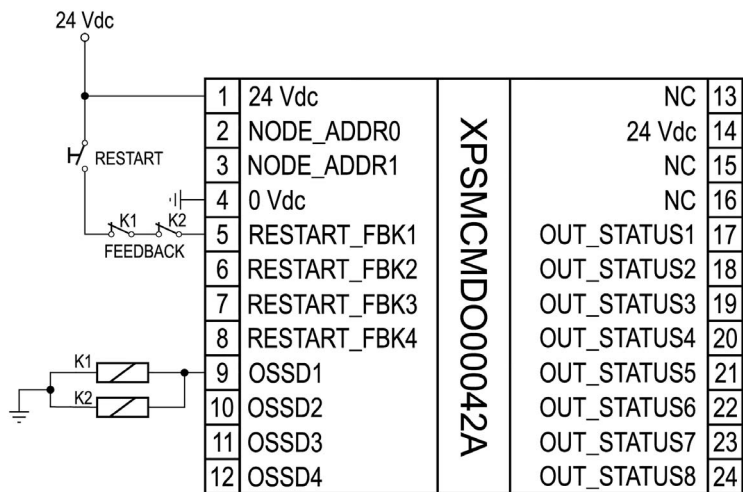 24 Vdc
RESTART
K1 K2
FEEDBACK
K1
K2
1 24 Vdc
2 NODE_ADDR0
3 NODE_ADDR1
4 0 Vdc
5 RESTART_FBK1
6 RESTART_FBK2
7 RESTART_FBK3
8 RESTART_FBK4
9 OSSD1
10 OSSD2
11 OSSD3
12 OSSD4
XPSMCMDO00042A
NC 13
24 Vdc 14
NC 15
NC 16
OUT_STATUS1 17
OUT_STATUS2 18
OUT_STATUS3 19
OUT_STATUS4 20
OUT_STATUS5 21
OUT_STATUS6 22
OUT_STATUS7 23
OUT_STATUS8 24